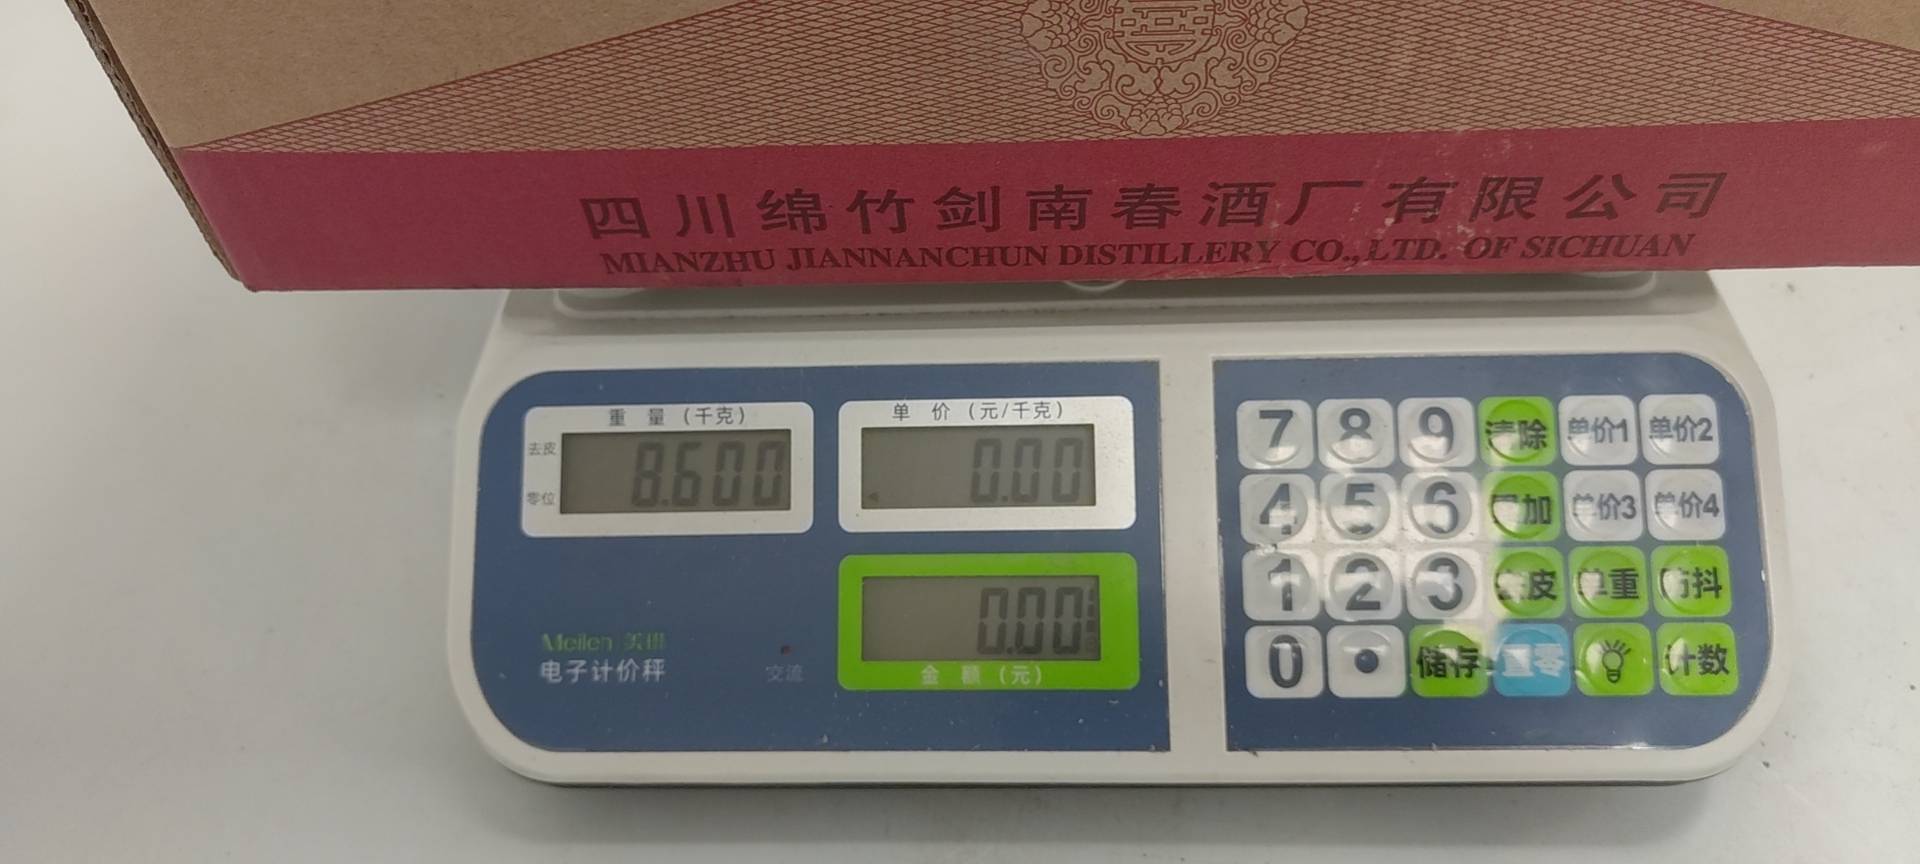 四川绵竹剑南春酒厂有限公司
MIANZHU JIANNANCHUN DISTILLERY CO.,LTD. OF SICHUAN
重 量 (千克)
去皮
零位
8.600
单 价 (元/千克)
0.00
0.00
金 额 (元)
Meilen 美伦
电子计价秤
交流
7 8 9 清除 单价1 单价2
4 5 6 累加 单价3 单价4
1 2 3 去皮 单重 防抖
0 • 储存 置零 计数